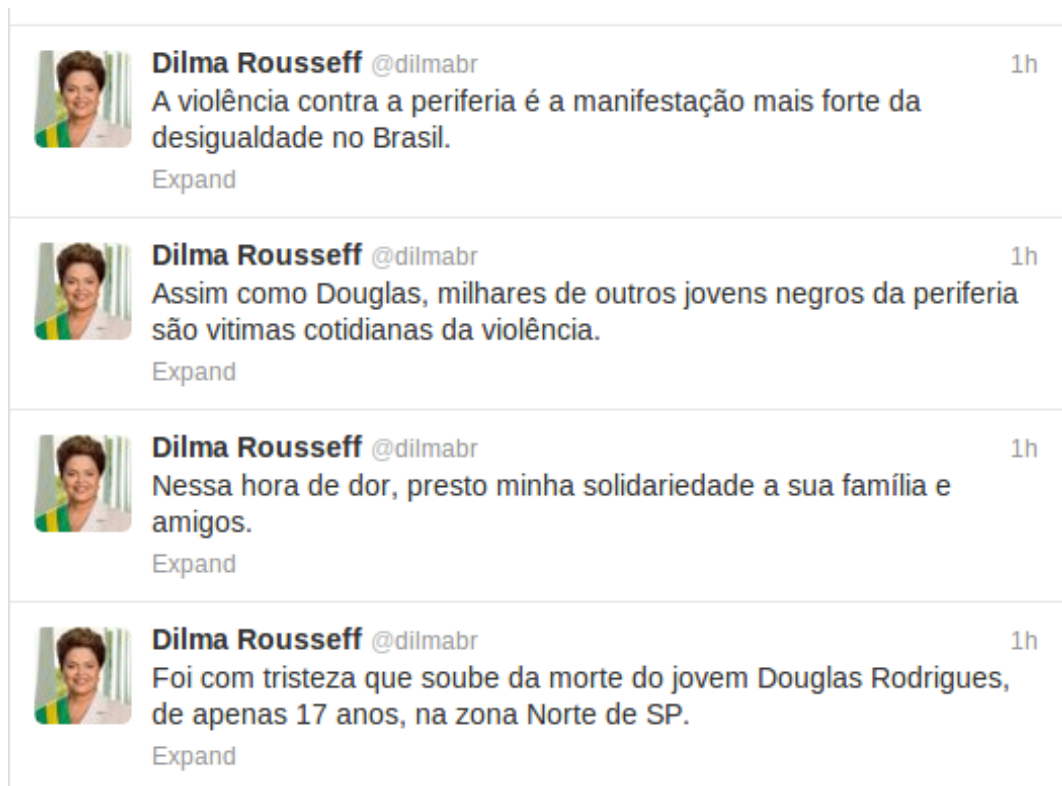 Dilma Rousseff @dilmabr 1h
A violência contra a periferia é a manifestação mais forte da
desigualdade no Brasil.
Expand
Dilma Rousseff @dilmabr 1h
Assim como Douglas, milhares de outros jovens negros da periferia
são vitimas cotidianas da violência.
Expand
Dilma Rousseff @dilmabr 1h
Nessa hora de dor, presto minha solidariedade a sua família e
amigos.
Expand
Dilma Rousseff @dilmabr 1h
Foi com tristeza que soube da morte do jovem Douglas Rodrigues,
de apenas 17 anos, na zona Norte de SP.
Expand